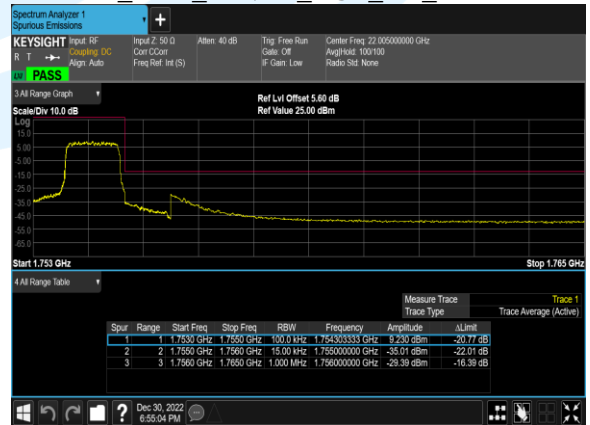 Spectrum Analyzer 1
Spurious Emissions
KEYSIGHT Input: RF Input Z: 50 Ω Atten: 40 dB Trig: Free Run Center Freq: 22.005000000 GHz
R T Coupling: DC Corr CCorr Gate: Off Avg|Hold: 100/100
Align: Auto Freq Ref: Int (S) IF Gain: Low Radio Std: None
PASS
3 All Range Graph
Ref Lvl Offset 5.60 dB
Scale/Div 10.0 dB Ref Value 25.00 dBm
Log
15.0
5.00
-5.00
-15.0
-25.0
-35.0
-45.0
-55.0
-65.0
Start 1.753 GHz Stop 1.765 GHz
4 All Range Table
Measure Trace Trace 1
Trace Type Trace Average (Active)
Spur Range Start Freq Stop Freq RBW Frequency Amplitude ΔLimit
1 1 1.7530 GHz 1.7550 GHz 100.0 kHz 1.754303333 GHz 9.230 dBm -20.77 dB
2 2 1.7550 GHz 1.7560 GHz 15.00 kHz 1.755000000 GHz -35.01 dBm -22.01 dB
3 3 1.7560 GHz 1.7650 GHz 1.000 MHz 1.756000000 GHz -29.39 dBm -16.39 dB
Dec 30, 2022
6:55:04 PM